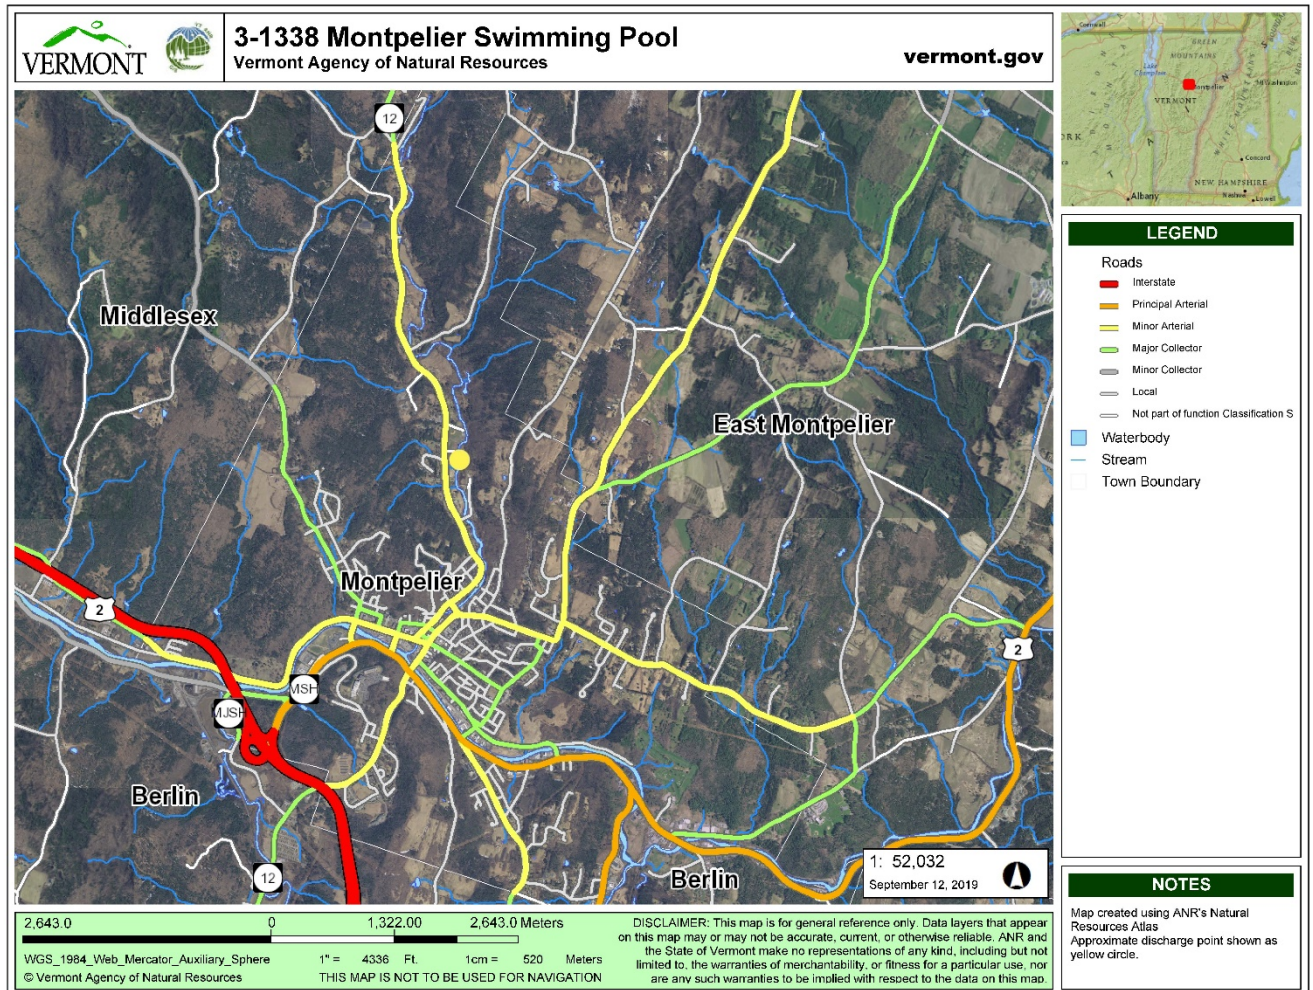 VERMONT
3-1338 Montpelier Swimming Pool
Vermont Agency of Natural Resources
vermont.gov
12
Middlesex
East Montpelier
Montpelier
2
2
MSH
MJSH
Berlin
12
Berlin
1: 52,032
September 12, 2019
GREEN
MOUNTAINS
Lake
Champlain
Montpelier
VERMONT
Concord
NEW HAMPSHIRE
Albany
Nashua
Lowell
LEGEND
Roads
Interstate
Principal Arterial
Minor Arterial
Major Collector
Minor Collector
Local
Not part of function Classification S
Waterbody
Stream
Town Boundary
NOTES
Map created using ANR's Natural
Resources Atlas
Approximate discharge point shown as
yellow circle.
2,643.0 0 1,322.00 2,643.0 Meters
WGS_1984_Web_Mercator_Auxiliary_Sphere 1" = 4336 Ft. 1cm = 520 Meters
© Vermont Agency of Natural Resources THIS MAP IS NOT TO BE USED FOR NAVIGATION
DISCLAIMER: This map is for general reference only. Data layers that appear
on this map may or may not be accurate, current, or otherwise reliable. ANR and
the State of Vermont make no representations of any kind, including but not
limited to, the warranties of merchantability, or fitness for a particular use, nor
are any such warranties to be implied with respect to the data on this map.